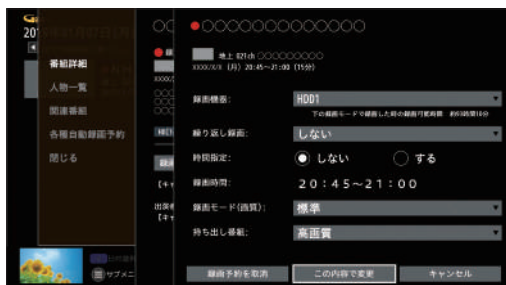 番組詳細
人物一覧
関連番組
各種自動録画予約
閉じる
サブメニ
●○○○○○○○○○○○○○
地上 021ch ○○○○○○○○○
XXXX/X/X (月) 20:45～21:00 (15分)
録画機器: HDD1
下の録画モードで録画した時の録画可能時間
繰り返し録画: しない
時間指定: しない する
録画時間: 20:45～21:00
録画モード(画質): 標準
持ち出し番組: 高画質
録画予約を取消 この内容で変更 キャンセル